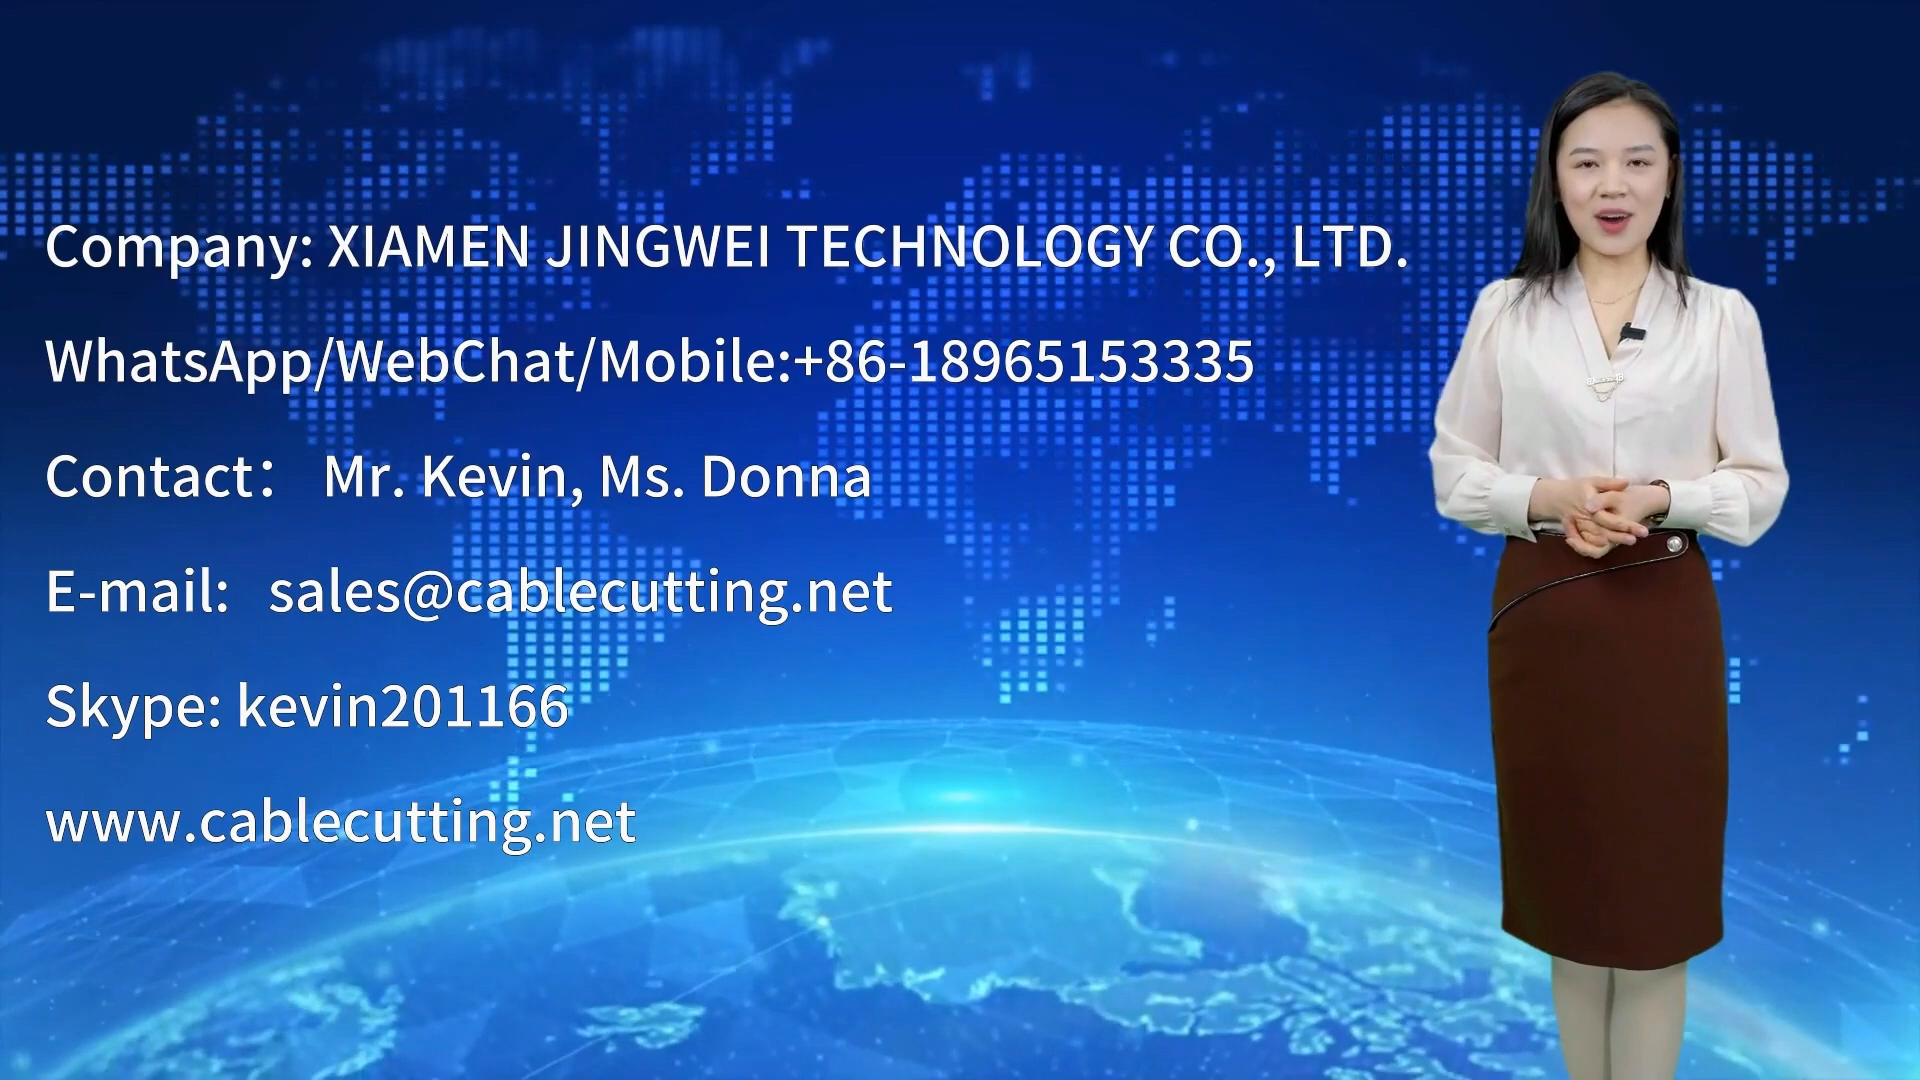 Company: XIAMEN JINGWEI TECHNOLOGY CO., LTD.
WhatsApp/WebChat/Mobile:+86-18965153335
Contact： Mr. Kevin, Ms. Donna
E-mail: sales@cablecutting.net
Skype: kevin201166
www.cablecutting.net